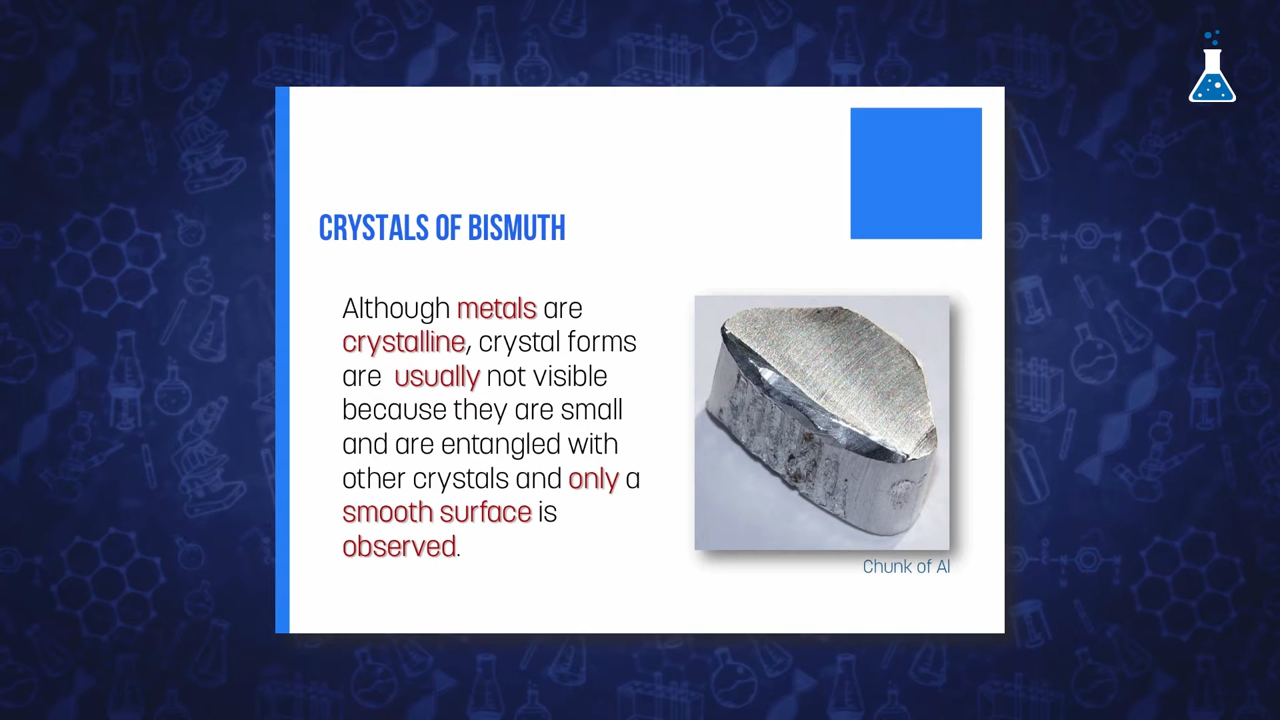 CRYSTALS OF BISMUTH
Although metals are
crystalline, crystal forms
are usually not visible
because they are small
and are entangled with
other crystals and only a
smooth surface is
observed.
Chunk of Al